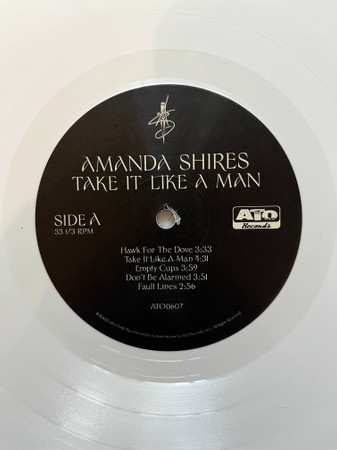 AMANDA SHIRES
TAKE IT LIKE A MAN
SIDE A
33 1/3 RPM
ATO
Records
Hawk For The Dove 3:33
Take It Like A Man 4:31
Empty Cups 3:59
Don't Be Alarmed 3:51
Fault Lines 2:56
ATO0607